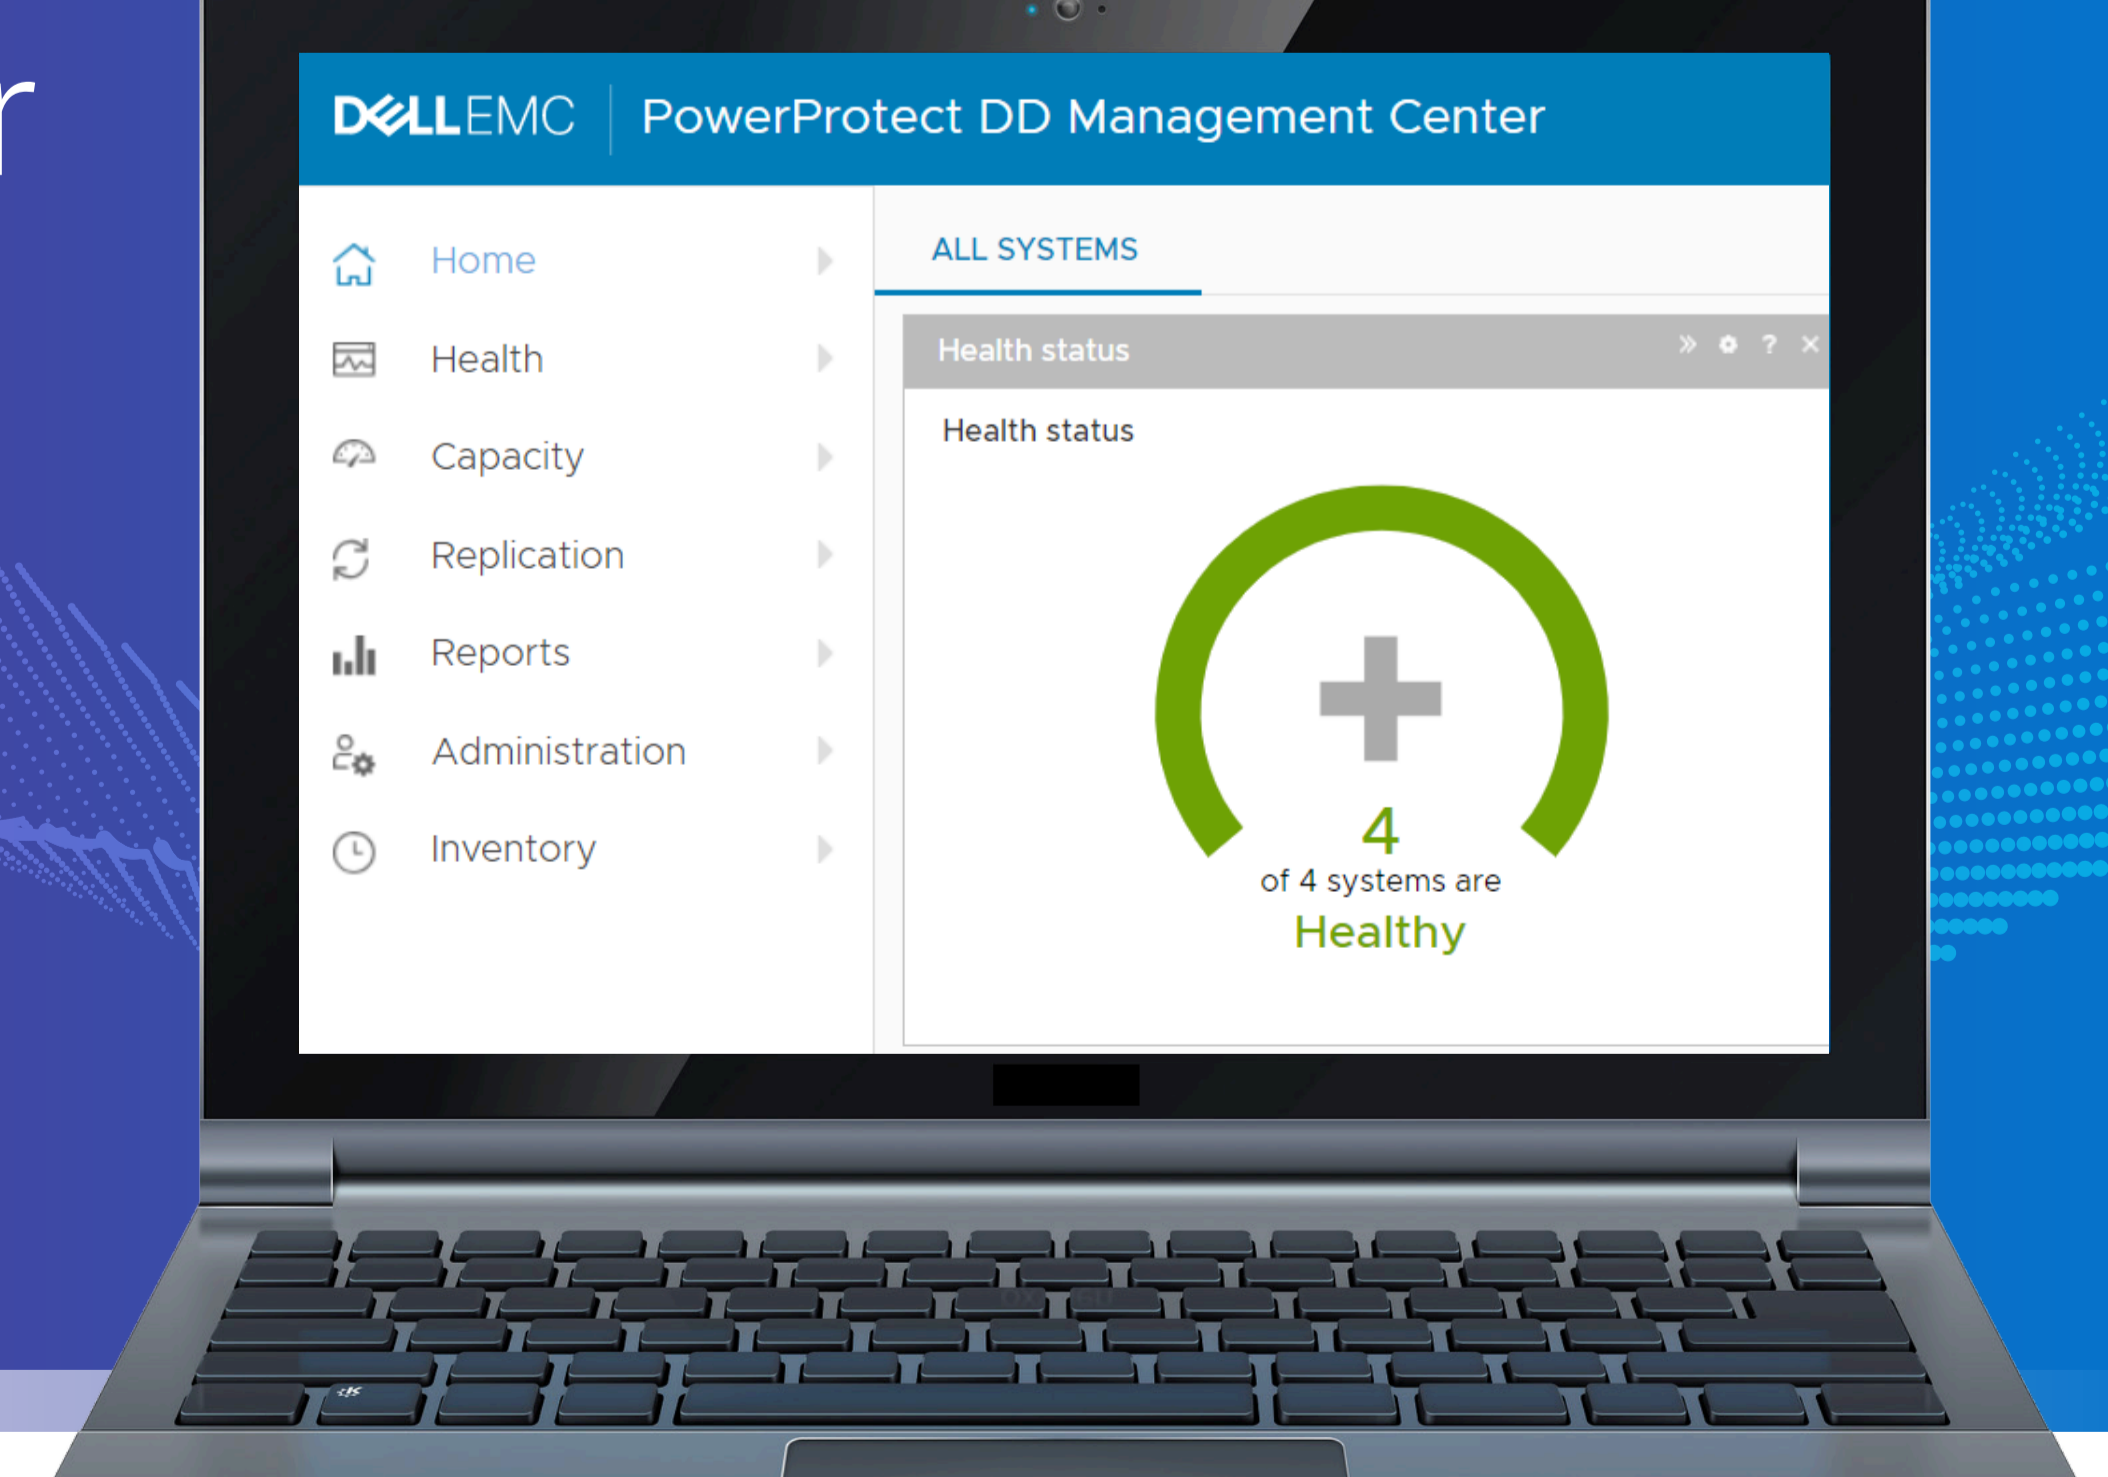 r
DELLEMC PowerProtect DD Management Center
Home
Health
Capacity
Replication
Reports
Administration
Inventory
ALL SYSTEMS
Health status
Health status
4
of 4 systems are
Healthy